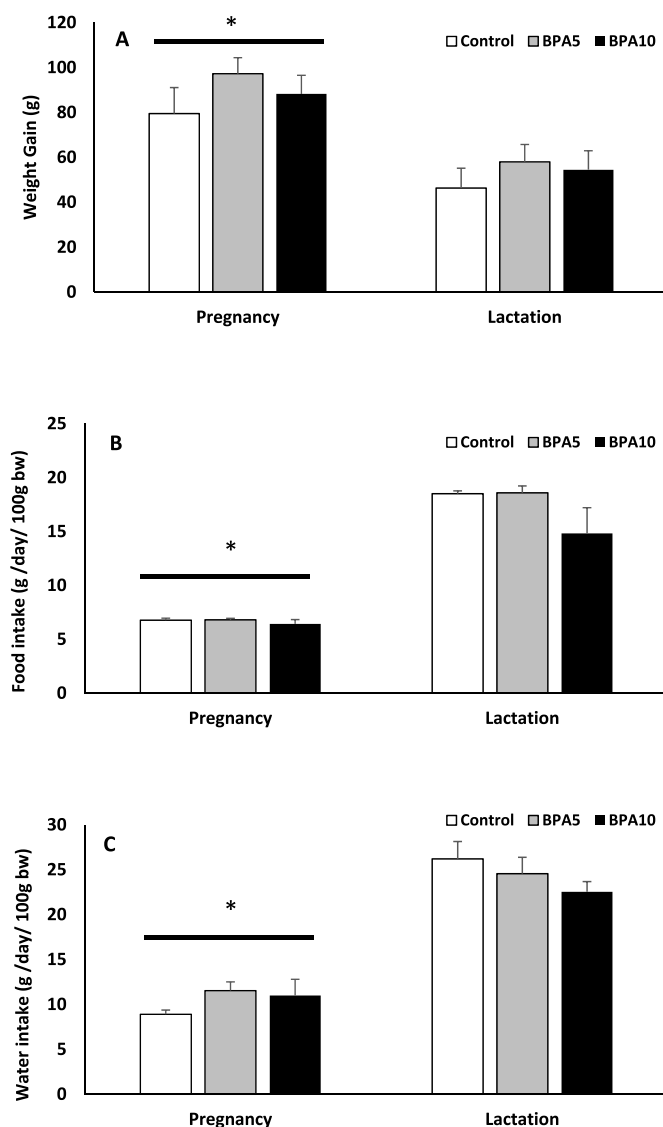 A
*
Control BPA5 BPA10
Weight Gain (g)
120
100
80
60
40
20
0
Pregnancy Lactation
B
*
Control BPA5 BPA10
Food intake (g /day/ 100g bw)
25
20
15
10
5
0
Pregnancy Lactation
C
*
Control BPA5 BPA10
Water intake (g /day/ 100g bw)
30
25
20
15
10
5
0
Pregnancy Lactation